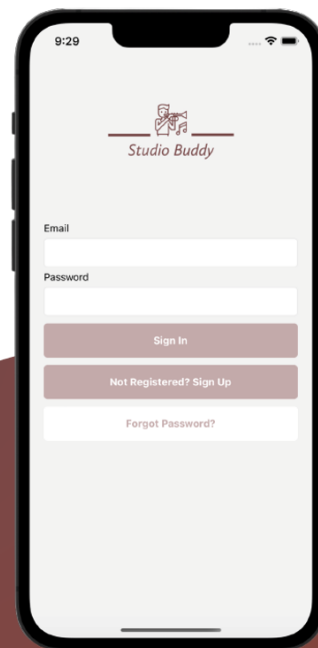 9:29
Studio Buddy
Email
Password
Sign In
Not Registered? Sign Up
Forgot Password?